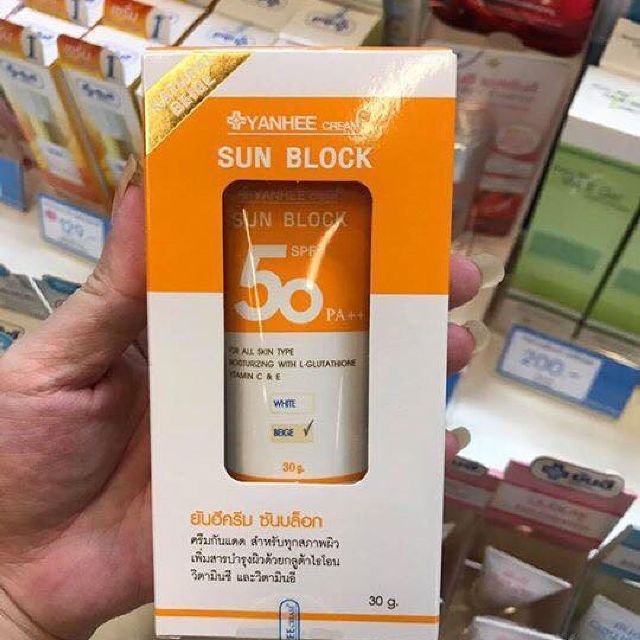 NATURAL
BEIGE
YANHEE CREAM
SUN BLOCK
YANHEE
SUN BLOCK
SPF
50
PA++
FOR ALL SKIN TYPE
MOISTURIZING WITH L-GLUTATHIONE
VITAMIN C & E
WHITE
BEIGE ✓
30 g.
ยันฮีครีม ซันบล็อก
ครีมกันแดด สำหรับทุกสภาพผิว
เพิ่มสารบำรุงผิวด้วยกลูต้าไธโอน
วิตามินซี และวิตามินอี
30 g.
129.-
200.-